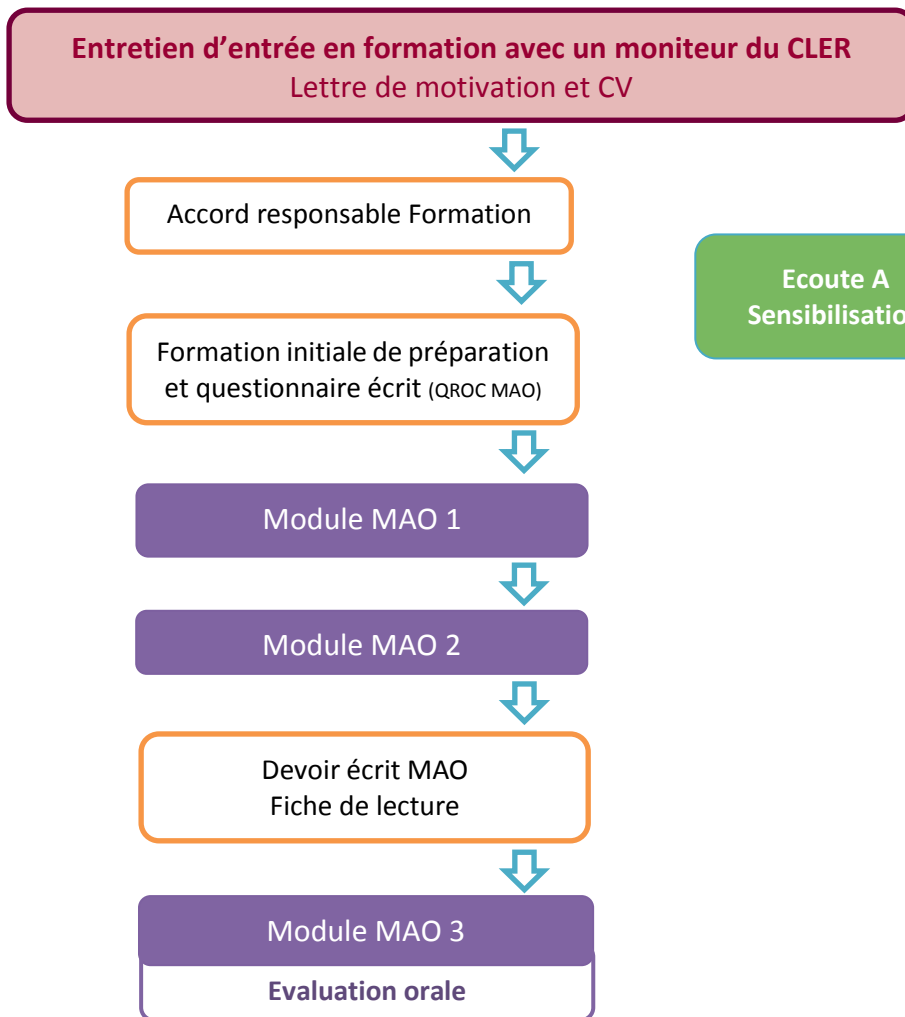 Entretien d'entrée en formation avec un moniteur du CLER
Lettre de motivation et CV
Accord responsable Formation
Ecoute A
Sensibilisatio
Formation initiale de préparation
et questionnaire écrit (QROC MAO)
Module MAO 1
Module MAO 2
Devoir écrit MAO
Fiche de lecture
Module MAO 3
Evaluation orale